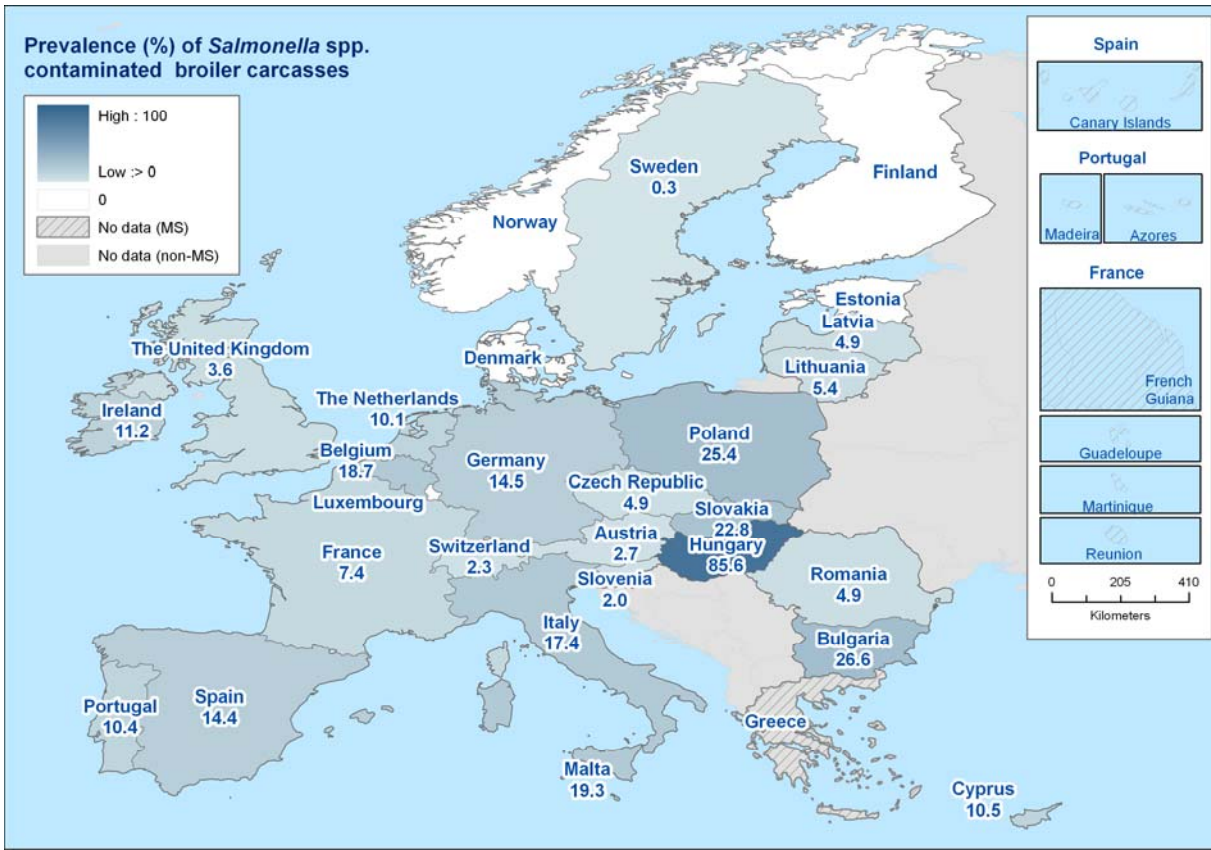 Prevalence (%) of Salmonella spp.
contaminated broiler carcasses
High : 100
Low :> 0
0
No data (MS)
No data (non-MS)
Sweden
0.3
Finland
Norway
Estonia
Latvia
4.9
Lithuania
5.4
Denmark
The United Kingdom
3.6
Ireland
11.2
The Netherlands
10.1
Belgium
18.7
Luxembourg
Germany
14.5
Poland
25.4
Czech Republic
4.9
Slovakia
22.8
Hungary
85.6
Austria
2.7
Switzerland
2.3
Slovenia
2.0
France
7.4
Romania
4.9
Bulgaria
26.6
Italy
17.4
Portugal
10.4
Spain
14.4
Greece
Malta
19.3
Cyprus
10.5
Spain
Canary Islands
Portugal
Madeira
Azores
France
French
Guiana
Guadeloupe
Martinique
Reunion
0 205 410
Kilometers